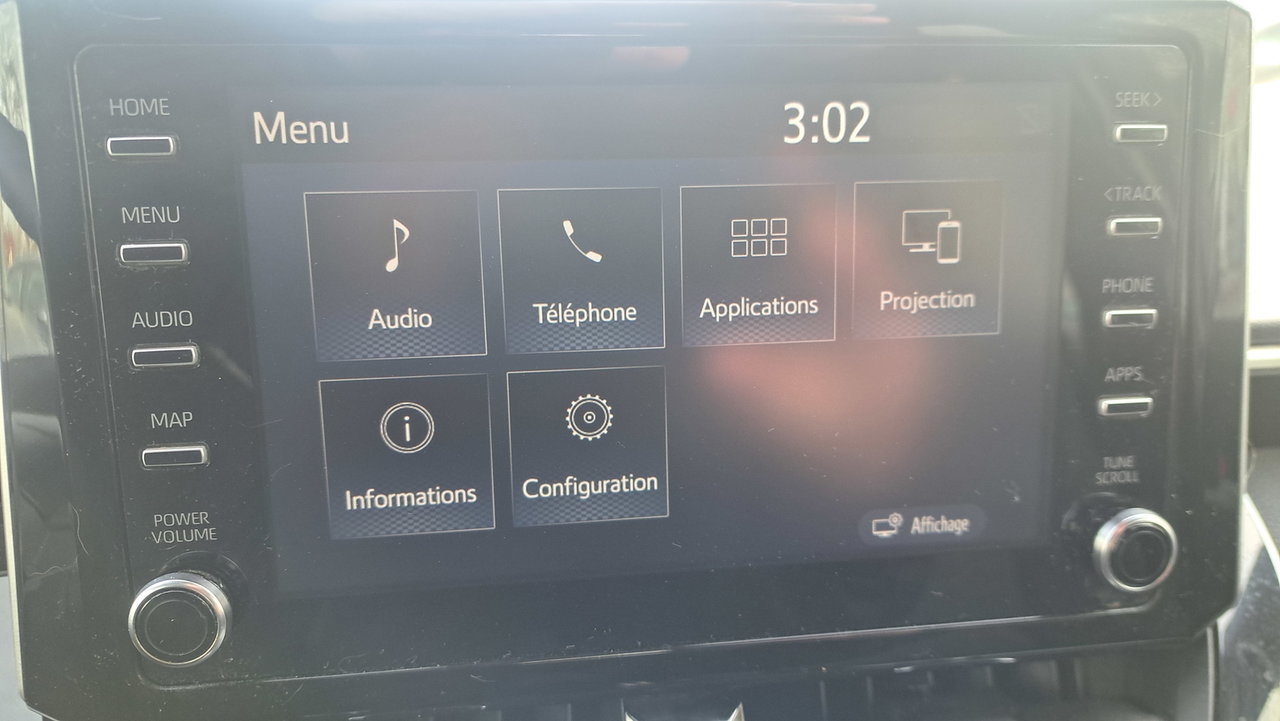 HOME
MENU
AUDIO
MAP
POWER
VOLUME
Menu
3:02
Audio
Téléphone
Applications
Projection
Informations
Configuration
Affichage
SEEK>
<TRACK
PHONE
APPS
TUNE
SCROLL